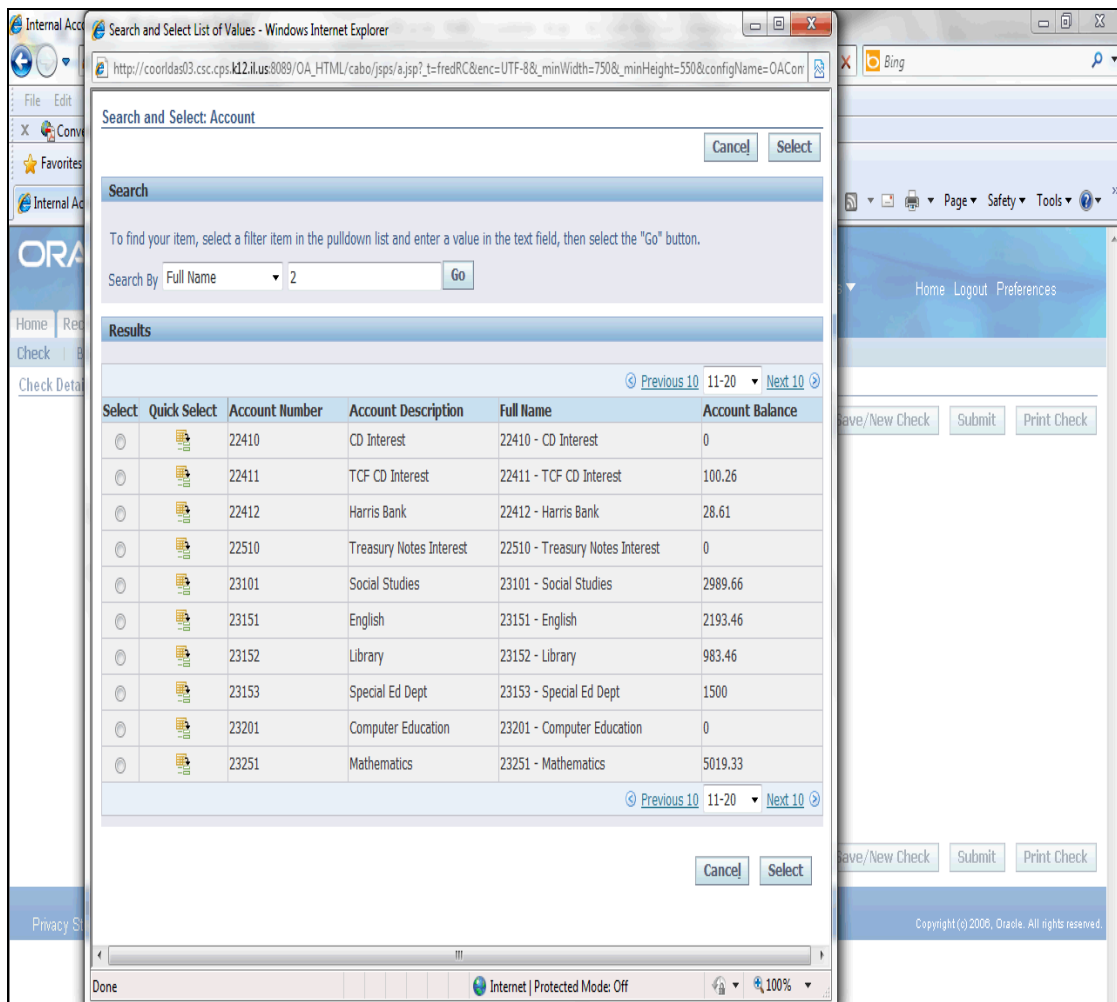 Internal Acc
Search and Select List of Values - Windows Internet Explorer
http://coorldas03.csc.cps.k12.il.us:8089/OA_HTML/cabo/jsps/a.jsp?_t=fredRC&enc=UTF-8&_minWidth=750&_minHeight=550&configName=OACon
Bing
File Edit
X Conve
Favorites
Internal Ac
Page Safety Tools
Search and Select: Account
Cancel Select
Search
To find your item, select a filter item in the pulldown list and enter a value in the text field, then select the "Go" button.
Search By Full Name 2 Go
ORA
Home Logout Preferences
Home Rec
Check | B
Check Detai
Save/New Check Submit Print Check
Results
Previous 10 11-20 Next 10
Select Quick Select Account Number Account Description Full Name Account Balance
22410 CD Interest 22410 - CD Interest 0
22411 TCF CD Interest 22411 - TCF CD Interest 100.26
22412 Harris Bank 22412 - Harris Bank 28.61
22510 Treasury Notes Interest 22510 - Treasury Notes Interest 0
23101 Social Studies 23101 - Social Studies 2989.66
23151 English 23151 - English 2193.46
23152 Library 23152 - Library 983.46
23153 Special Ed Dept 23153 - Special Ed Dept 1500
23201 Computer Education 23201 - Computer Education 0
23251 Mathematics 23251 - Mathematics 5019.33
Previous 10 11-20 Next 10
Cancel Select
Save/New Check Submit Print Check
Privacy St
Copyright (c) 2006, Oracle. All rights reserved.
Done Internet | Protected Mode: Off 100%